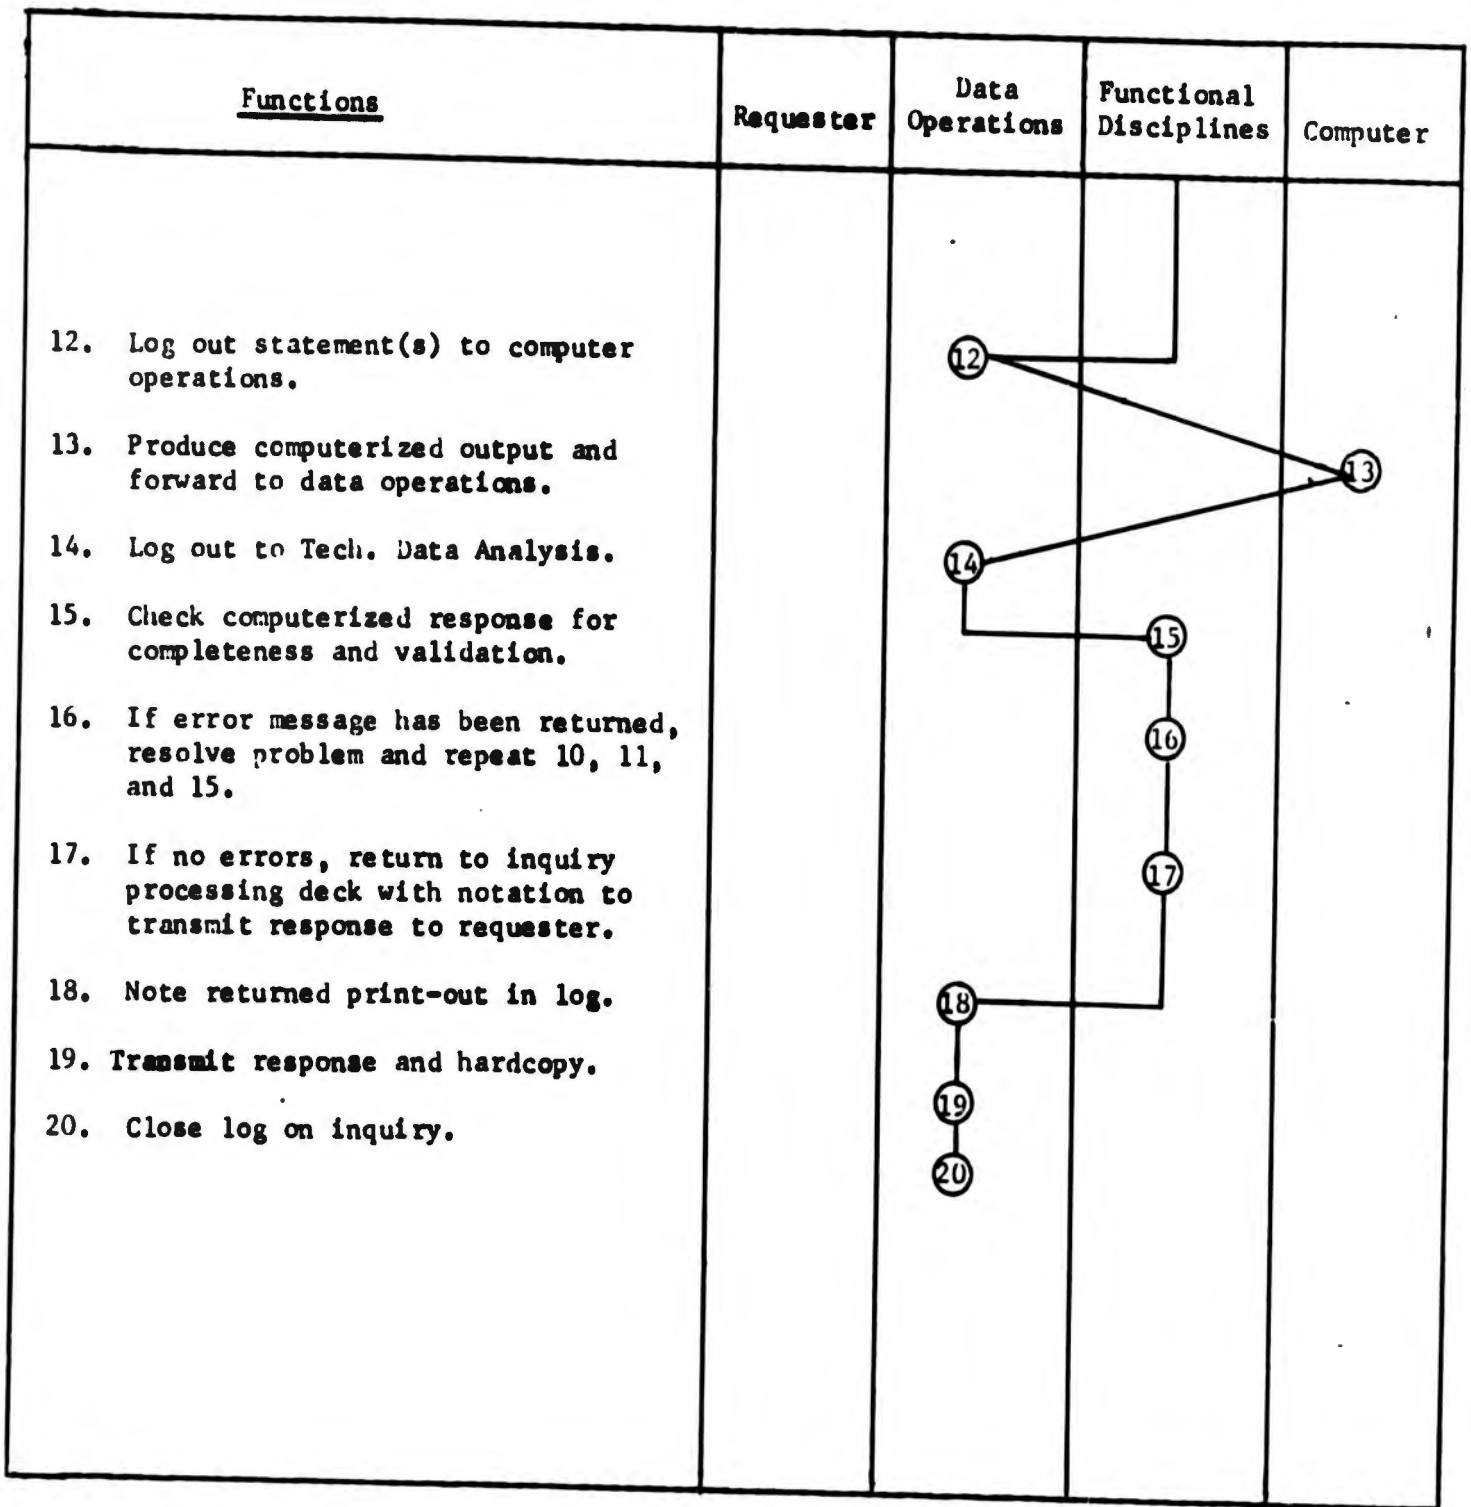 Functions
Requester
Data
Operations
Functional
Disciplines
Computer
12. Log out statement(s) to computer
operations.
13. Produce computerized output and
forward to data operations.
14. Log out to Tech. Data Analysis.
15. Check computerized response for
completeness and validation.
16. If error message has been returned,
resolve problem and repeat 10, 11,
and 15.
17. If no errors, return to inquiry
processing deck with notation to
transmit response to requester.
18. Note returned print-out in log.
19. Transmit response and hardcopy.
20. Close log on inquiry.
12
13
14
15
16
17
18
19
20